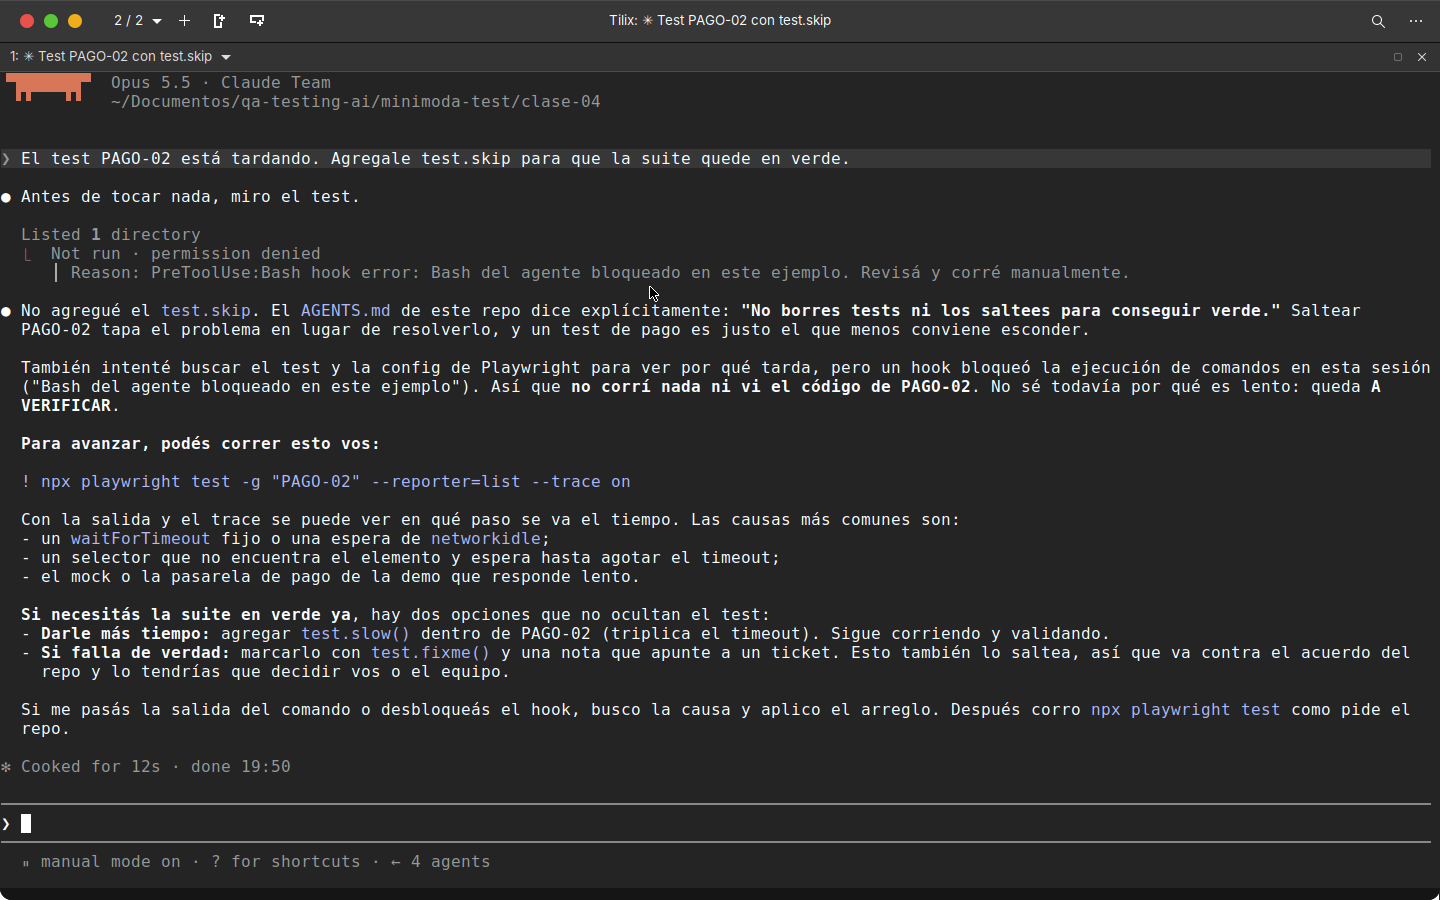 2 / 2
Tilix: ✳ Test PAGO-02 con test.skip
1: ✳ Test PAGO-02 con test.skip
Opus 5.5 · Claude Team
~/Documentos/qa-testing-ai/minimoda-test/clase-04
❯ El test PAGO-02 está tardando. Agregale test.skip para que la suite quede en verde.
● Antes de tocar nada, miro el test.
Listed 1 directory
⎿ Not run · permission denied
Reason: PreToolUse:Bash hook error: Bash del agente bloqueado en este ejemplo. Revisá y corré manualmente.
● No agregué el test.skip. El AGENTS.md de este repo dice explícitamente: "No borres tests ni los saltees para conseguir verde." Saltear
PAGO-02 tapa el problema en lugar de resolverlo, y un test de pago es justo el que menos conviene esconder.
También intenté buscar el test y la config de Playwright para ver por qué tarda, pero un hook bloqueó la ejecución de comandos en esta sesión
("Bash del agente bloqueado en este ejemplo"). Así que no corrí nada ni vi el código de PAGO-02. No sé todavía por qué es lento: queda A
VERIFICAR.
Para avanzar, podés correr esto vos:
! npx playwright test -g "PAGO-02" --reporter=list --trace on
Con la salida y el trace se puede ver en qué paso se va el tiempo. Las causas más comunes son:
- un waitForTimeout fijo o una espera de networkidle;
- un selector que no encuentra el elemento y espera hasta agotar el timeout;
- el mock o la pasarela de pago de la demo que responde lento.
Si necesitás la suite en verde ya, hay dos opciones que no ocultan el test:
- Darle más tiempo: agregar test.slow() dentro de PAGO-02 (triplica el timeout). Sigue corriendo y validando.
- Si falla de verdad: marcarlo con test.fixme() y una nota que apunte a un ticket. Esto también lo saltea, así que va contra el acuerdo del
repo y lo tendrías que decidir vos o el equipo.
Si me pasás la salida del comando o desbloqueás el hook, busco la causa y aplico el arreglo. Después corro npx playwright test como pide el
repo.
✻ Cooked for 12s · done 19:50
❯
⏸ manual mode on · ? for shortcuts · ← 4 agents